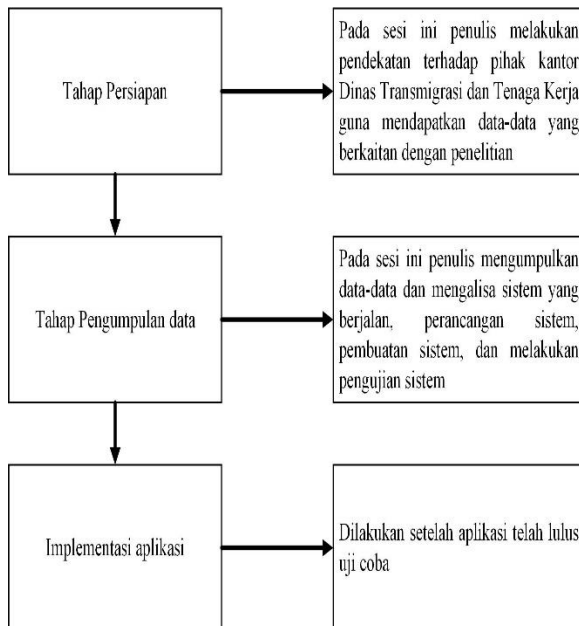 Tahap Persiapan
Pada sesi ini penulis melakukan
pendekatan terhadap pihak kantor
Dinas Transmigrasi dan Tenaga Kerja
guna mendapatkan data-data yang
berkaitan dengan penelitian
Tahap Pengumpulan data
Pada sesi ini penulis mengumpulkan
data-data dan mengalisa sistem yang
berjalan, perancangan sistem,
pembuatan sistem, dan melakukan
pengujian sistem
Implementasi aplikasi
Dilakukan setelah aplikasi telah lulus
uji coba